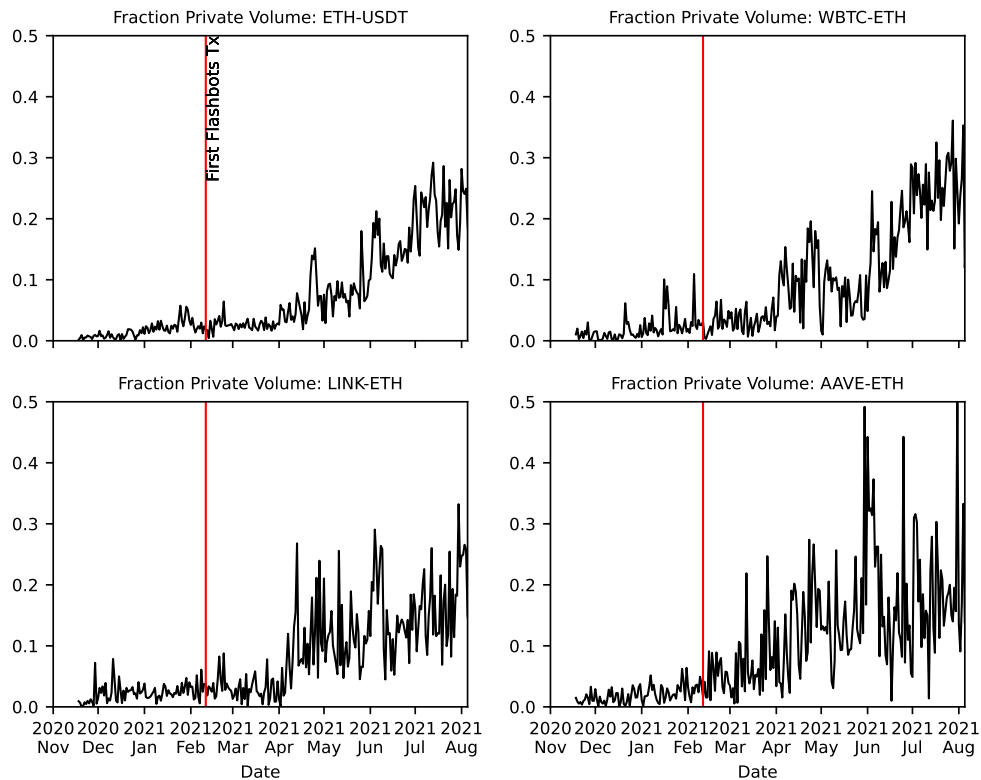 Fraction Private Volume: ETH-USDT
0.5
0.4
0.3
0.2
0.1
0.0
First Flashbots Tx
Fraction Private Volume: WBTC-ETH
0.5
0.4
0.3
0.2
0.1
0.0
Fraction Private Volume: LINK-ETH
0.5
0.4
0.3
0.2
0.1
0.0
2020 2020 2021 2021 2021 2021 2021 2021 2021 2021
Nov Dec Jan Feb Mar Apr May Jun Jul Aug
Date
Fraction Private Volume: AAVE-ETH
0.5
0.4
0.3
0.2
0.1
0.0
2020 2020 2021 2021 2021 2021 2021 2021 2021 2021
Nov Dec Jan Feb Mar Apr May Jun Jul Aug
Date